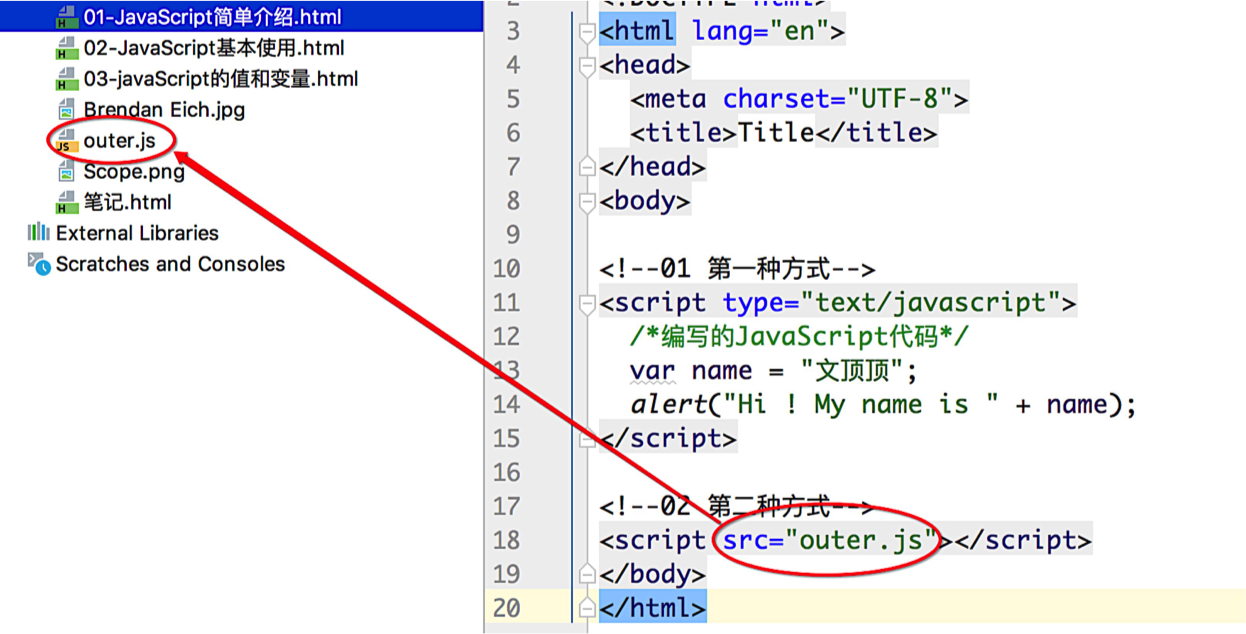 01-JavaScript简单介绍.html
02-JavaScript基本使用.html
03-javaScript的值和变量.html
Brendan Eich.jpg
outer.js
Scope.png
笔记.html
External Libraries
Scratches and Consoles
2 <!DOCTYPE html>
3 <html lang="en">
4 <head>
5 <meta charset="UTF-8">
6 <title>Title</title>
7 </head>
8 <body>
9
10 <!--01 第一种方式-->
11 <script type="text/javascript">
12 /*编写的JavaScript代码*/
13 var name = "文顶顶";
14 alert("Hi ! My name is " + name);
15 </script>
16
17 <!--02 第二种方式-->
18 <script src="outer.js"></script>
19 </body>
20 </html>